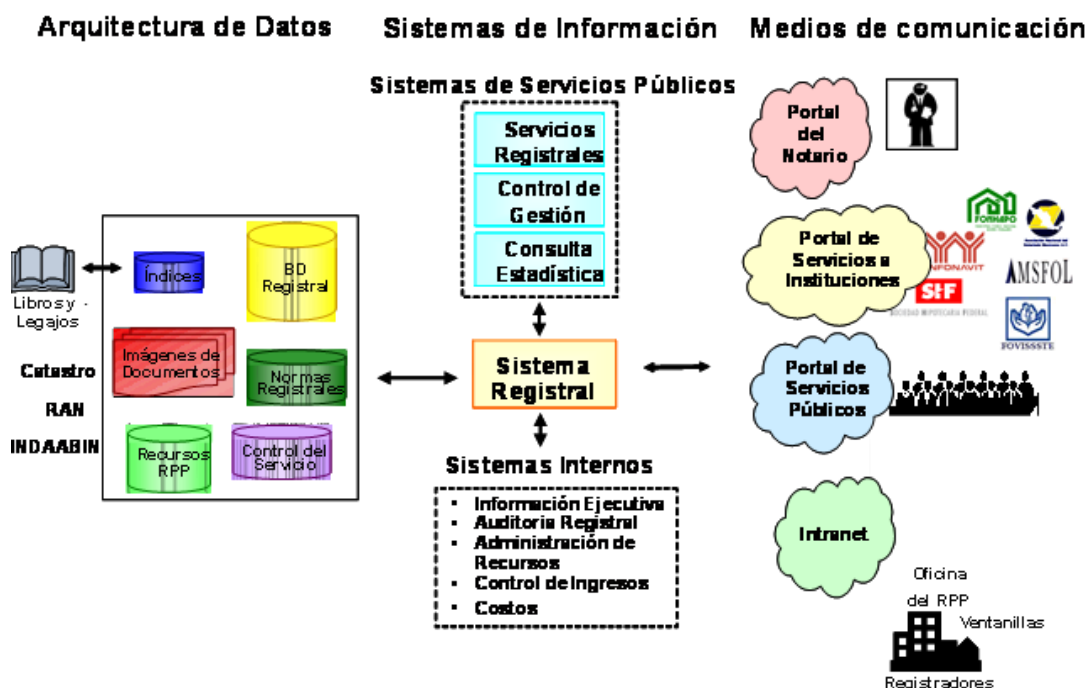 Arquitectura de Datos
Sistemas de Información
Medios de comunicación
Libros y -
Legajos
Catastro
RAN
INDAABIN
Índices
BD
Registral
Imágenes de
Documentos
Normas
Registrales
Recursos
RPP
Control del
Servicio
Sistemas de Servicios Públicos
Servicios
Registrales
Control de
Gestión
Consulta
Estadística
Sistema
Registral
Sistemas Internos
Información Ejecutiva
Auditoria Registral
Administración de
Recursos
Control de Ingresos
Costos
Portal
del
Notario
Portal de
Servicios a
Instituciones
FONHAPO
NFONAVIT
AMSFOL
SHF
SOCIEDAD HIPOTECARIA FEDERAL
FOVISSSTE
Portal de
Servicios
Públicos
Intranet
Oficina
del RPP
Ventanillas
Registradores